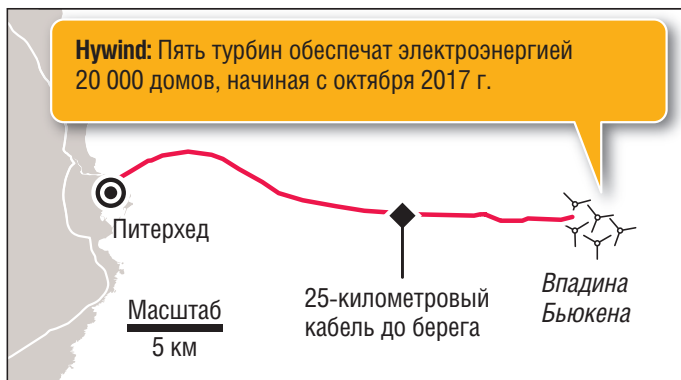 Hywind: Пять турбин обеспечат электроэнергией
20 000 домов, начиная с октября 2017 г.
Питерхед
Масштаб
5 км
25-километровый
кабель до берега
Впадина
Бьюкена